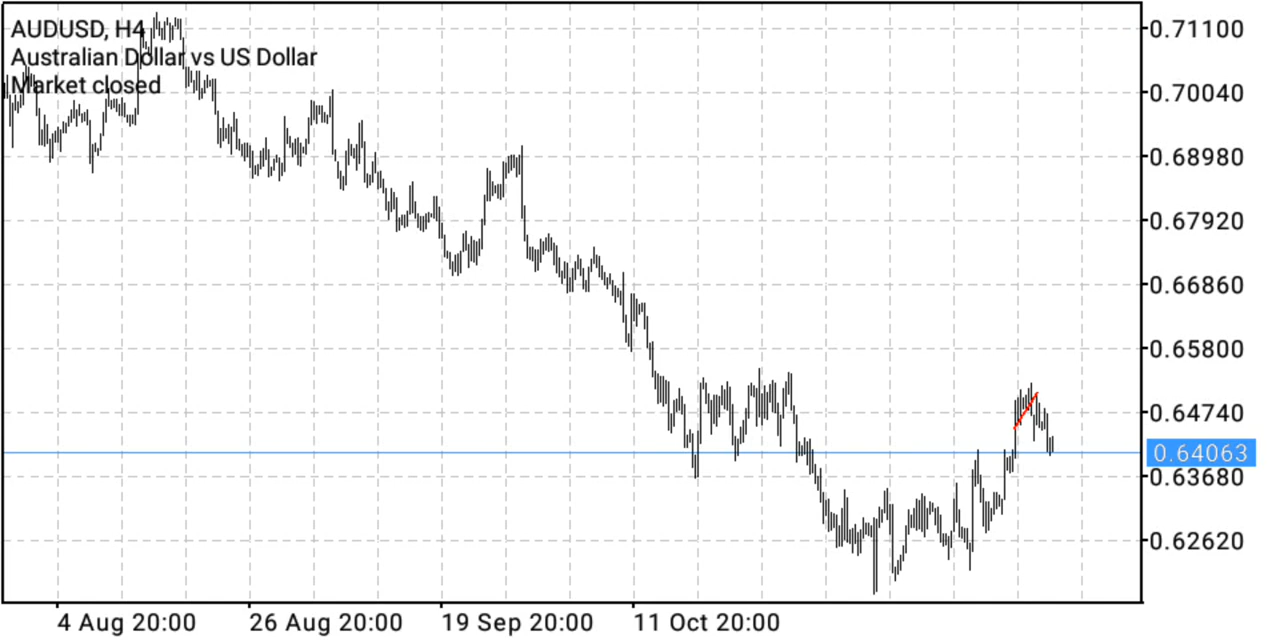 AUDUSD, H4
Australian Dollar vs US Dollar
Market closed
0.71100
0.70040
0.68980
0.67920
0.66860
0.65800
0.64740
0.64063
0.63680
0.62620
4 Aug 20:00
26 Aug 20:00
19 Sep 20:00
11 Oct 20:00